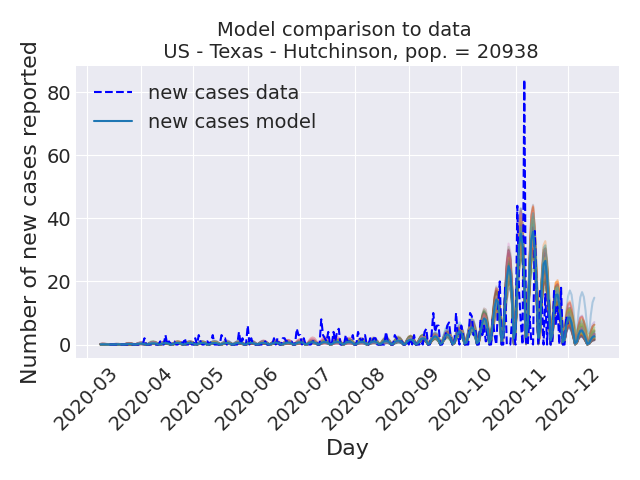 Model comparison to data
US - Texas - Hutchinson, pop. = 20938
Number of new cases reported
80
60
40
20
0
new cases data
new cases model
2020-03
2020-04
2020-05
2020-06
2020-07
2020-08
2020-09
2020-10
2020-11
2020-12
Day